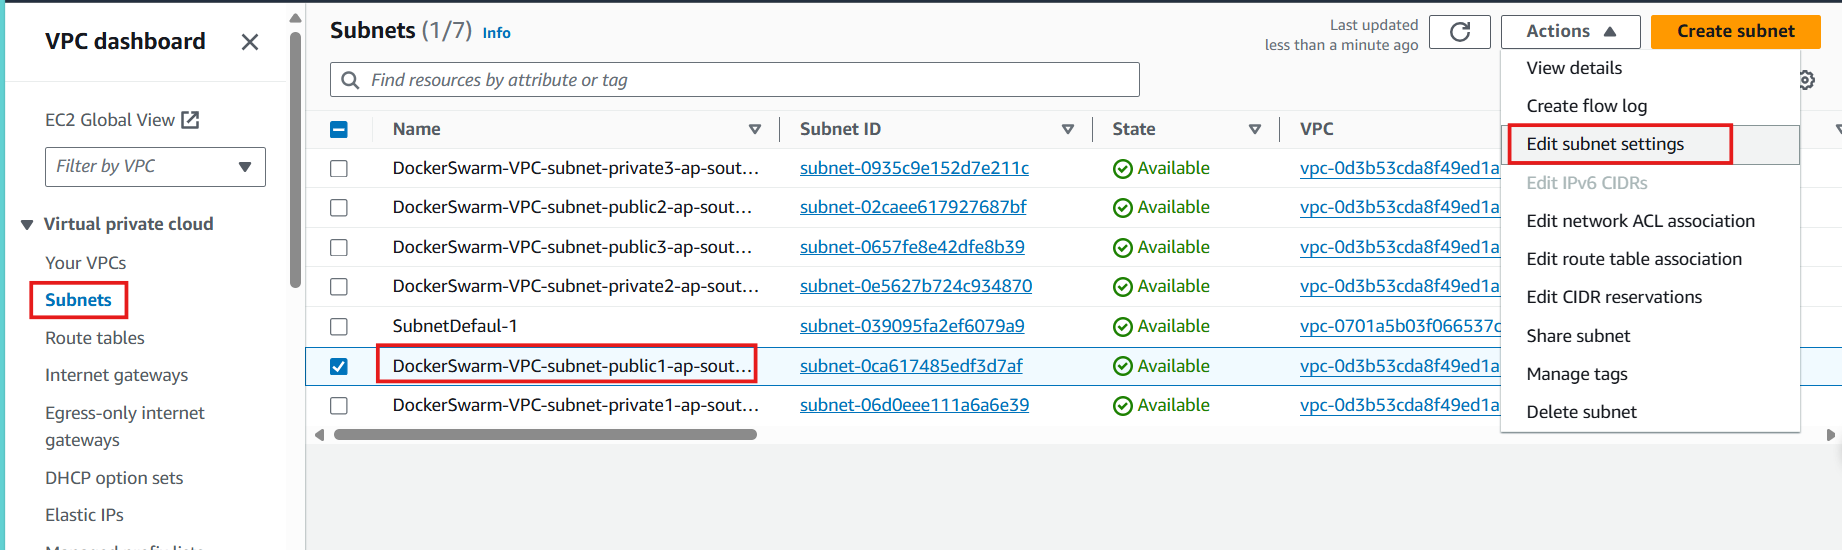 VPC dashboard
EC2 Global View
Filter by VPC
Virtual private cloud
Your VPCs
Subnets
Route tables
Internet gateways
Egress-only internet
gateways
DHCP option sets
Elastic IPs
Subnets (1/7) Info
Last updated
less than a minute ago
Actions
Create subnet
Find resources by attribute or tag
Name Subnet ID State VPC
DockerSwarm-VPC-subnet-private3-ap-sout... subnet-0935c9e152d7e211c Available vpc-0d3b53cda8f49ed1a
DockerSwarm-VPC-subnet-public2-ap-sout... subnet-02caee617927687bf Available vpc-0d3b53cda8f49ed1a
DockerSwarm-VPC-subnet-public3-ap-sout... subnet-0657fe8e42dfe8b39 Available vpc-0d3b53cda8f49ed1a
DockerSwarm-VPC-subnet-private2-ap-sout... subnet-0e5627b724c934870 Available vpc-0d3b53cda8f49ed1a
SubnetDefaul-1 subnet-039095fa2ef6079a9 Available vpc-0701a5b03f066537c
DockerSwarm-VPC-subnet-public1-ap-sout... subnet-0ca617485edf3d7af Available vpc-0d3b53cda8f49ed1a
DockerSwarm-VPC-subnet-private1-ap-sout... subnet-06d0eee111a6a6e39 Available vpc-0d3b53cda8f49ed1a
View details
Create flow log
Edit subnet settings
Edit IPv6 CIDRs
Edit network ACL association
Edit route table association
Edit CIDR reservations
Share subnet
Manage tags
Delete subnet